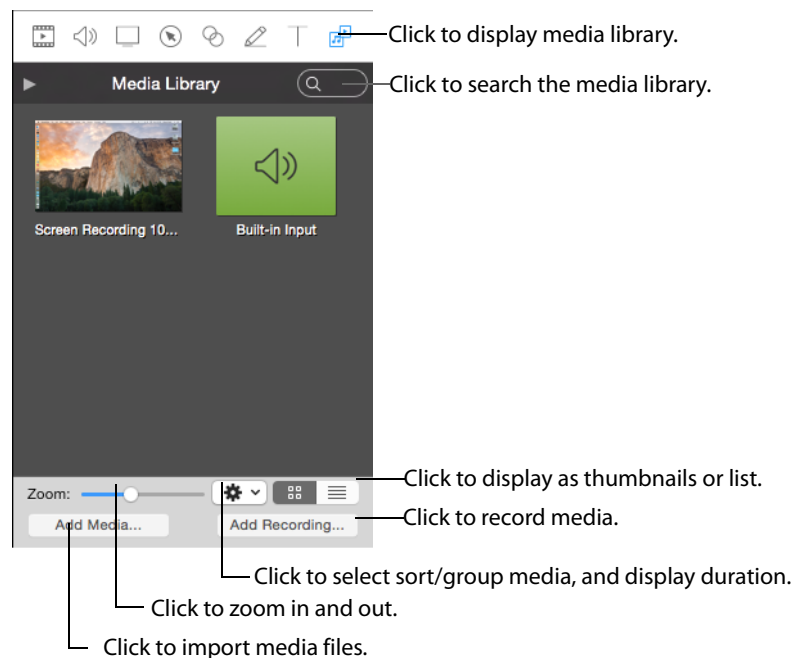 Click to display media library.
Media Library
Click to search the media library.
Screen Recording 10...
Built-in Input
Click to display as thumbnails or list.
Zoom:
Add Media...
Add Recording...
Click to record media.
Click to select sort/group media, and display duration.
Click to zoom in and out.
Click to import media files.